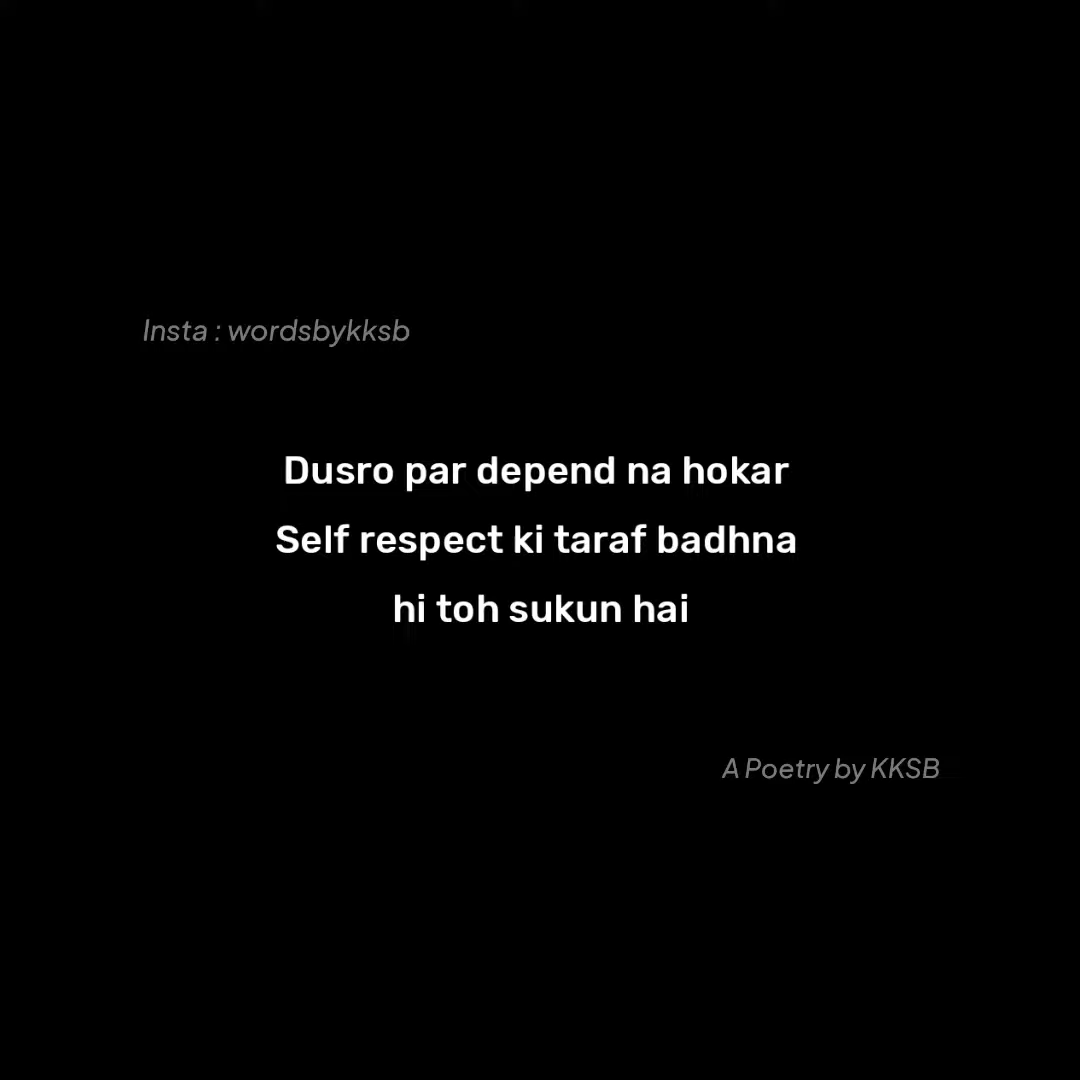 Insta : wordsbykksb
Dusro par depend na hokar
Self respect ki taraf badhna
hi toh sukun hai
A Poetry by KKSB